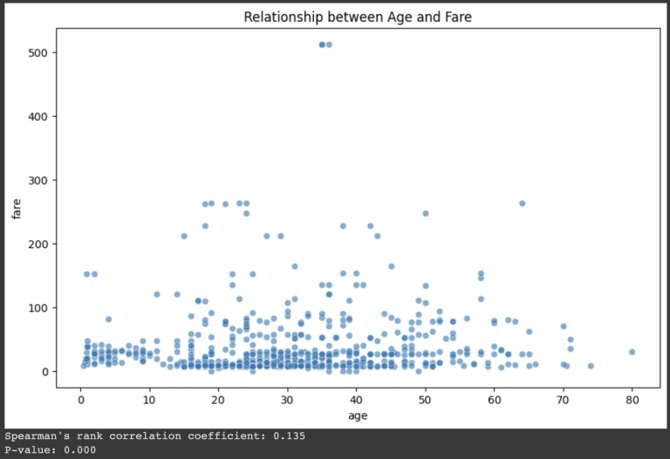 Relationship between Age and Fare
500
400
300
200
100
0
fare
0 10 20 30 40 50 60 70 80
age
Spearman's rank correlation coefficient: 0.135
P-value: 0.000